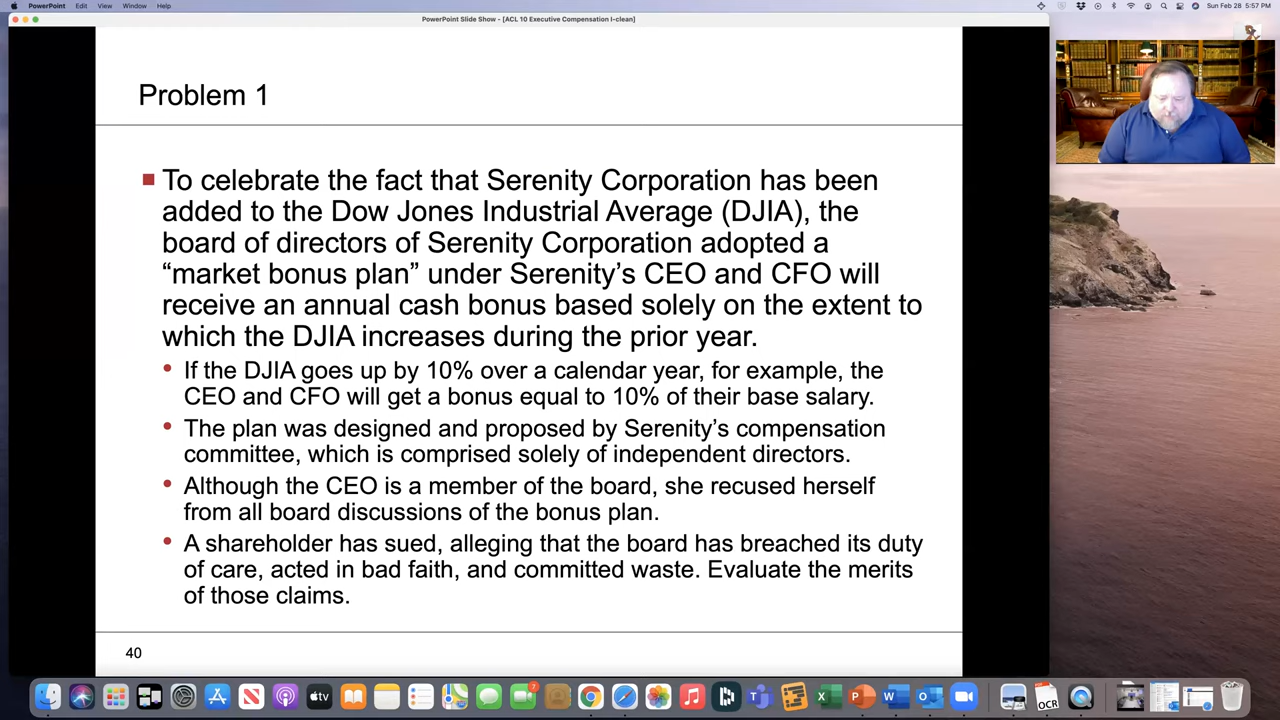 PowerPoint File Edit View Window Help
Sun Feb 28 5:57 PM
PowerPoint Slide Show - [ACL 10 Executive Compensation i-clean]
Problem 1
To celebrate the fact that Serenity Corporation has been
added to the Dow Jones Industrial Average (DJIA), the
board of directors of Serenity Corporation adopted a
“market bonus plan” under Serenity’s CEO and CFO will
receive an annual cash bonus based solely on the extent to
which the DJIA increases during the prior year.
If the DJIA goes up by 10% over a calendar year, for example, the
CEO and CFO will get a bonus equal to 10% of their base salary.
The plan was designed and proposed by Serenity’s compensation
committee, which is comprised solely of independent directors.
Although the CEO is a member of the board, she recused herself
from all board discussions of the bonus plan.
A shareholder has sued, alleging that the board has breached its duty
of care, acted in bad faith, and committed waste. Evaluate the merits
of those claims.
40
tv
OCR